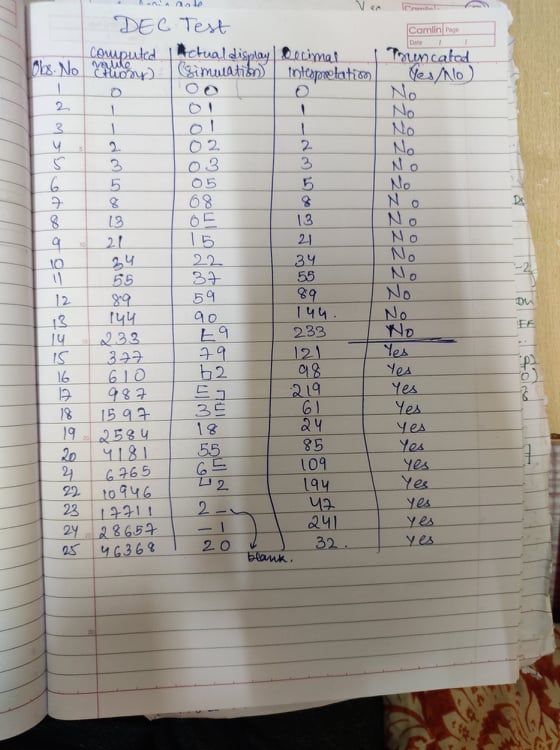 DEC Test
Camlin Page
Date / /
Obs. No computed value (theory) Actual display (simulation) Decimal interpretation Truncated (Yes/No)
1 0 00 0 No
2 1 01 1 No
3 1 01 1 No
4 2 02 2 No
5 3 03 3 No
6 5 05 5 No
7 8 08 8 No
8 13 0E 13 No
9 21 15 21 No
10 34 22 34 No
11 55 37 55 No
12 89 59 89 No
13 144 90 144. No
14 233 E9 233 No
15 377 79 121 Yes
16 610 b2 98 Yes
17 987 219 Yes
18 1597 3E 61 Yes
19 2584 18 24 Yes
20 4181 55 85 Yes
21 6765 6E 109 Yes
22 10946 194 Yes
23 17711 2 - 47 Yes
24 28657 -1 241 Yes
25 46368 20 32. Yes
blank.